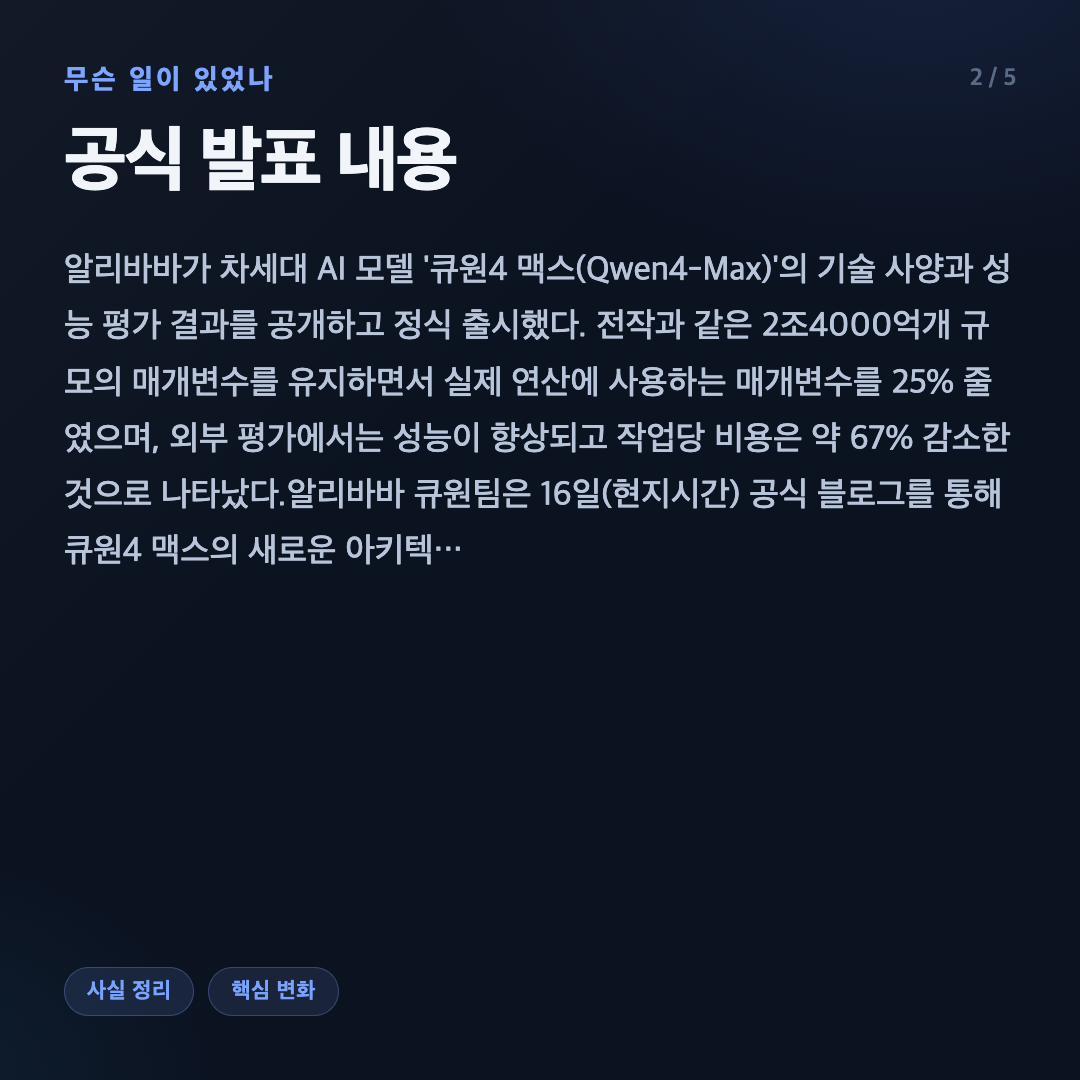 무슨 일이 있었나
2 / 5
공식 발표 내용
알리바바가 차세대 AI 모델 '큐원4 맥스(Qwen4-Max)'의 기술 사양과 성
능 평가 결과를 공개하고 정식 출시했다. 전작과 같은 2조4000억개 규
모의 매개변수를 유지하면서 실제 연산에 사용하는 매개변수를 25% 줄
였으며, 외부 평가에서는 성능이 향상되고 작업당 비용은 약 67% 감소한
것으로 나타났다.알리바바 큐원팀은 16일(현지시간) 공식 블로그를 통해
큐원4 맥스의 새로운 아키텍…
사실 정리
핵심 변화